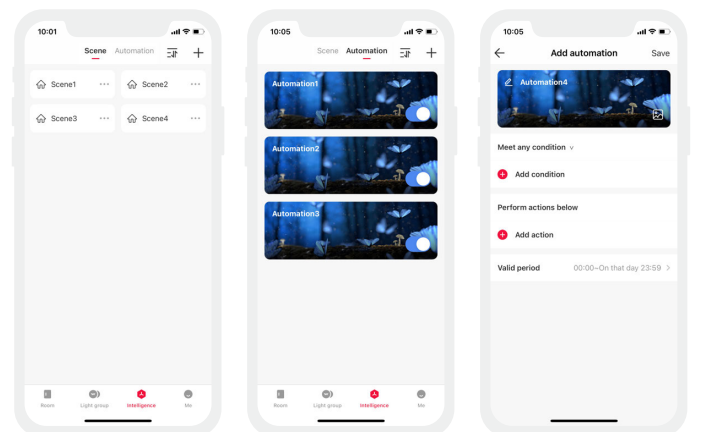 10:01
Scene Automation
Scene1
Scene2
Scene3
Scene4
Room Light group Intelligence Me
10:05
Scene Automation
Automation1
Automation2
Automation3
Room Light group Intelligence Me
10:05
Add automation Save
Automation4
Meet any condition
Add condition
Perform actions below
Add action
Valid period 00:00~On that day 23:59